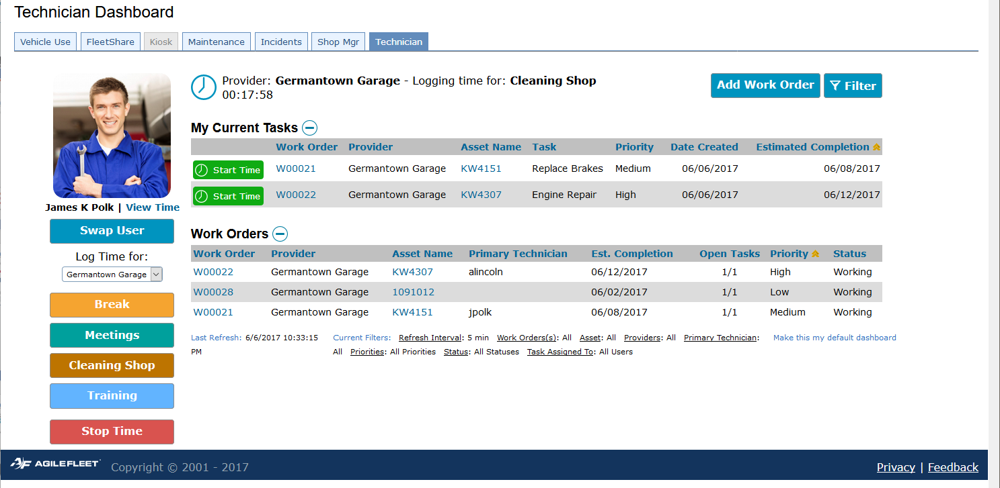 Technician Dashboard
Vehicle Use FleetShare Kiosk Maintenance Incidents Shop Mgr Technician
Provider: Germantown Garage - Logging time for: Cleaning Shop
00:17:58
Add Work Order Filter
James K Polk | View Time
Swap User
Log Time for:
Germantown Garage
Break
Meetings
Cleaning Shop
Training
Stop Time
My Current Tasks
Work Order Provider Asset Name Task Priority Date Created Estimated Completion
Start Time W00021 Germantown Garage KW4151 Replace Brakes Medium 06/06/2017 06/08/2017
Start Time W00022 Germantown Garage KW4307 Engine Repair High 06/06/2017 06/12/2017
Work Orders
Work Order Provider Asset Name Primary Technician Est. Completion Open Tasks Priority Status
W00022 Germantown Garage KW4307 alincoln 06/12/2017 1/1 High Working
W00028 Germantown Garage 1091012 06/02/2017 1/1 Low Working
W00021 Germantown Garage KW4151 jpolk 06/08/2017 1/1 Medium Working
Last Refresh: 6/6/2017 10:33:15
PM
Current Filters: Refresh Interval: 5 min Work Orders(s): All Asset: All Providers: All Primary Technician:
All Priorities: All Priorities Status: All Statuses Task Assigned To: All Users
Make this my default dashboard
AGILEFLEET Copyright © 2001 - 2017
Privacy | Feedback